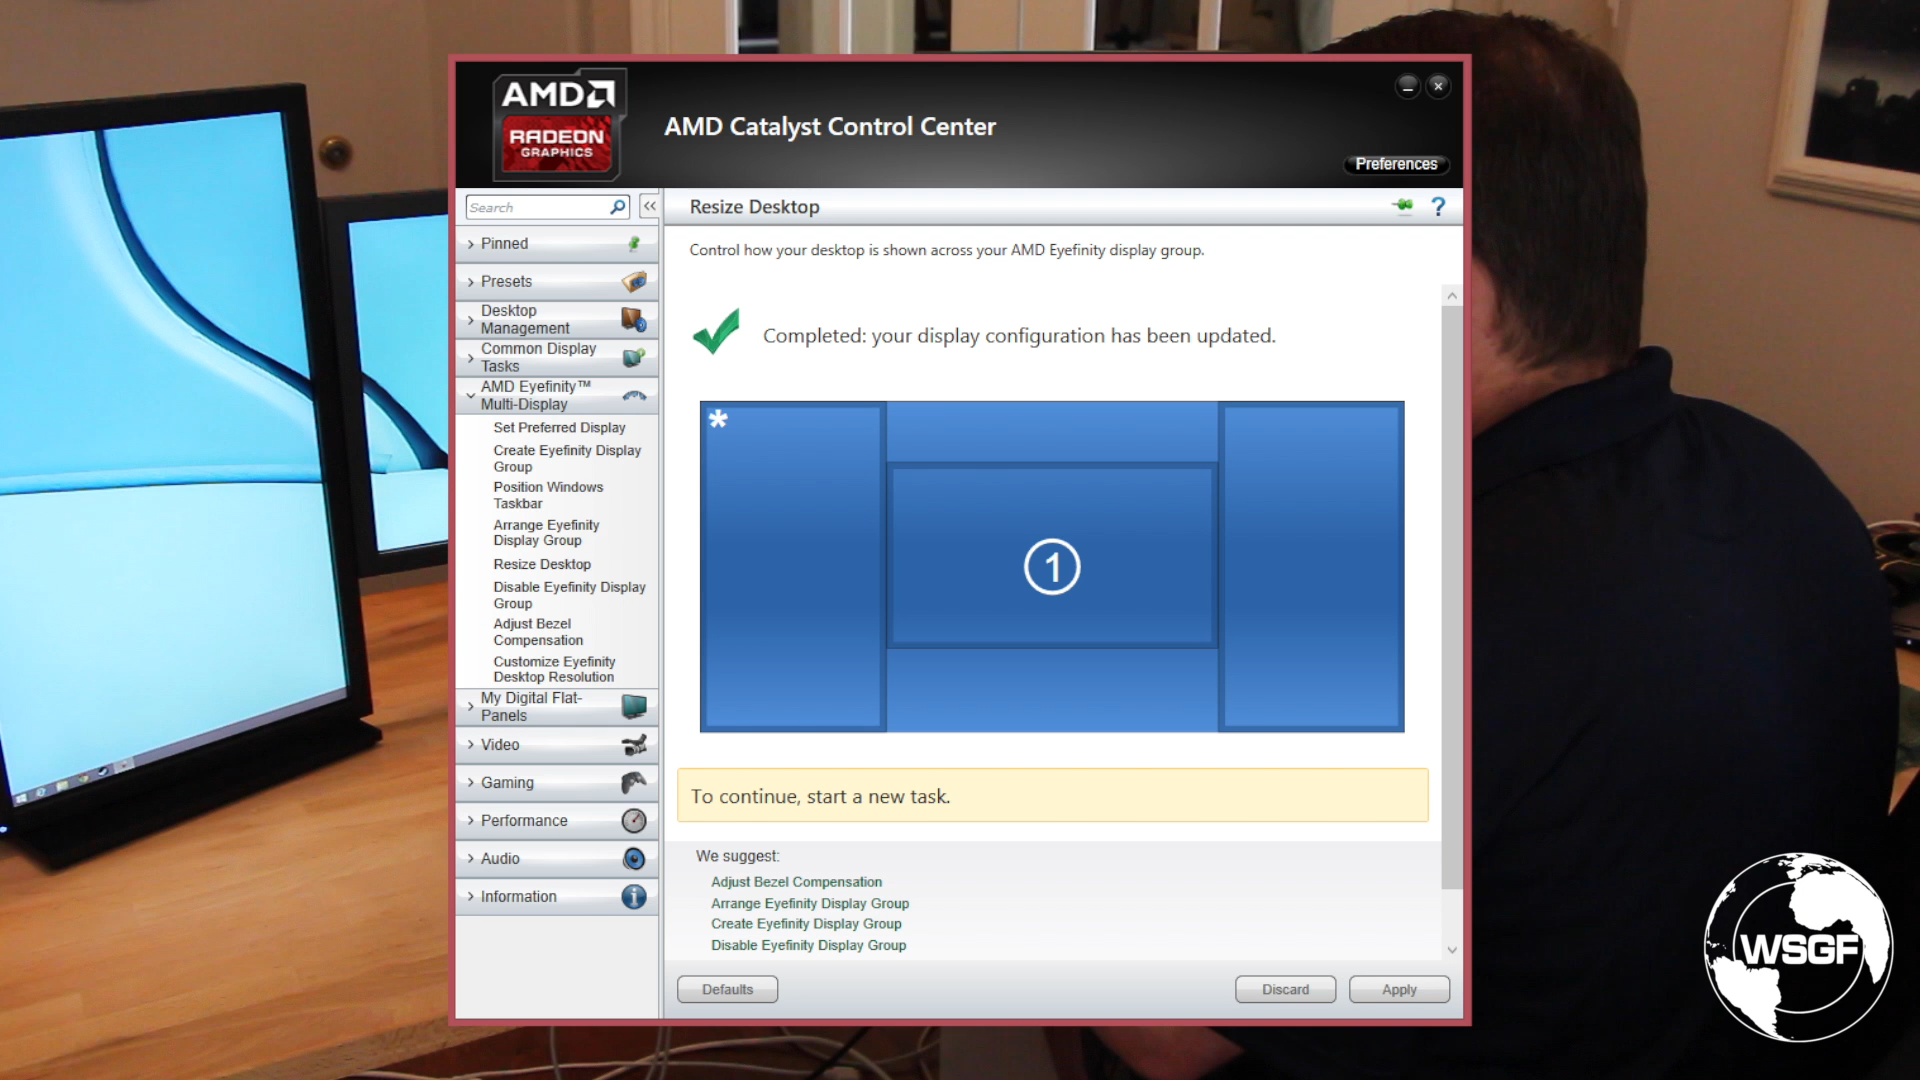 AMD
RADEON
GRAPHICS
AMD Catalyst Control Center
Preferences
Search
<<
Resize Desktop
?
Pinned
Presets
Desktop
Management
Common Display
Tasks
AMD Eyefinity™
Multi-Display
Set Preferred Display
Create Eyefinity Display
Group
Position Windows
Taskbar
Arrange Eyefinity
Display Group
Resize Desktop
Disable Eyefinity Display
Group
Adjust Bezel
Compensation
Customize Eyefinity
Desktop Resolution
My Digital Flat-
Panels
Video
Gaming
Performance
Audio
Information
Control how your desktop is shown across your AMD Eyefinity display group.
Completed: your display configuration has been updated.
*
1
To continue, start a new task.
We suggest:
Adjust Bezel Compensation
Arrange Eyefinity Display Group
Create Eyefinity Display Group
Disable Eyefinity Display Group
Defaults
Discard
Apply
WSGF